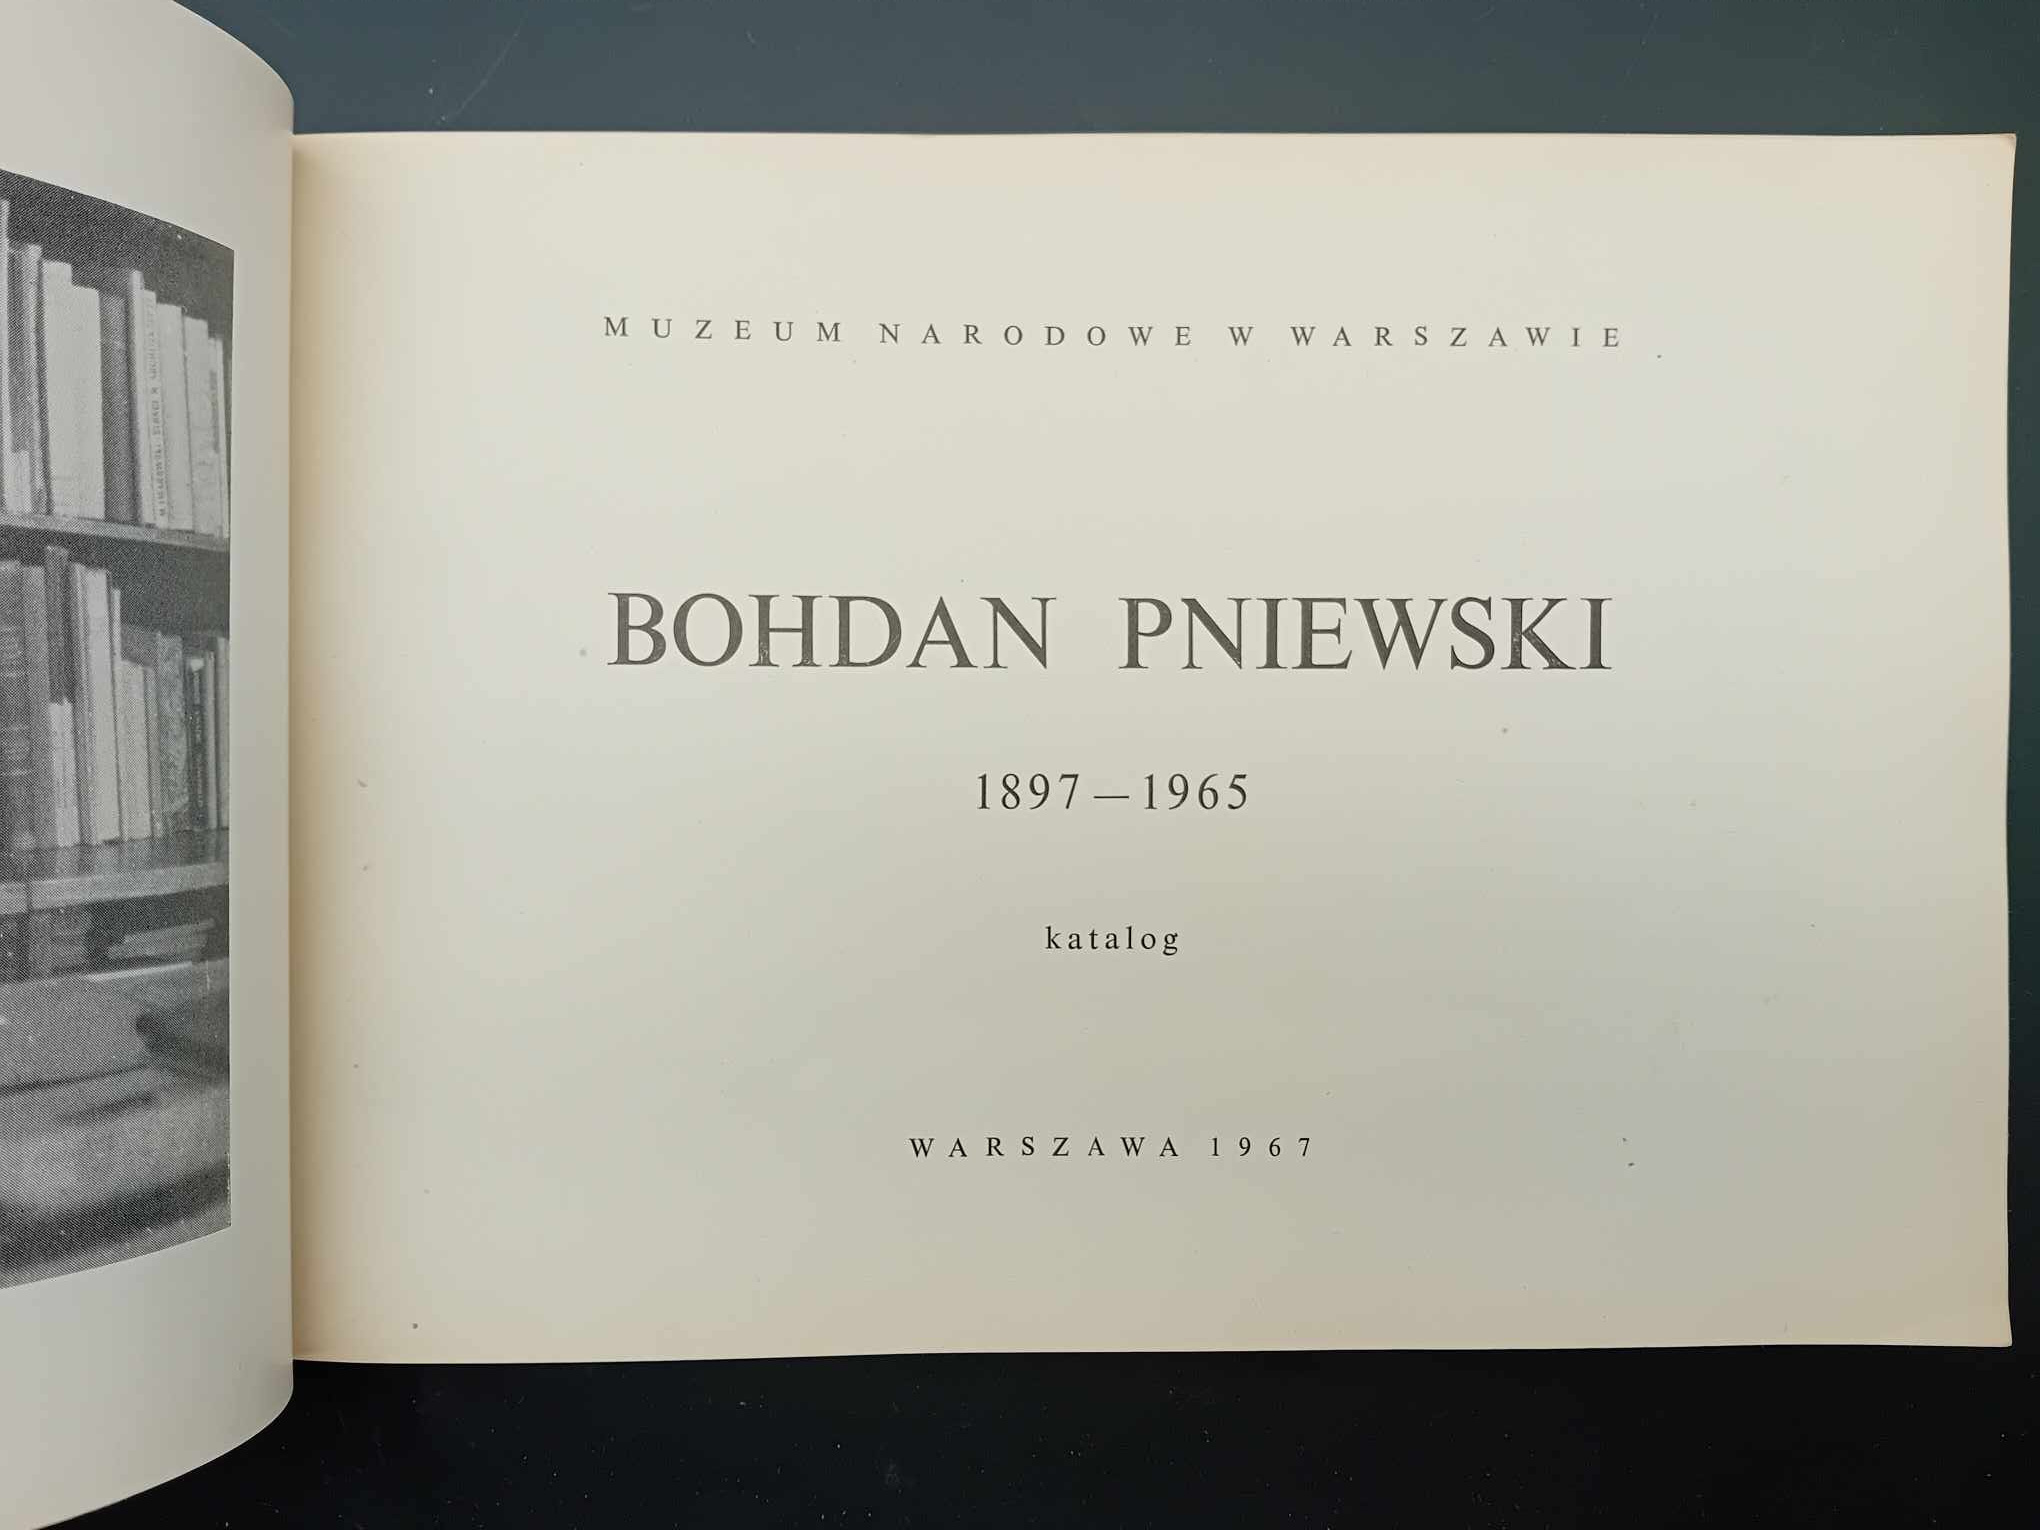 MUZEUM NARODOWE W WARSZAWIE
BOHDAN PNIEWSKI
1897—1965
katalog
WARSZAWA 1967